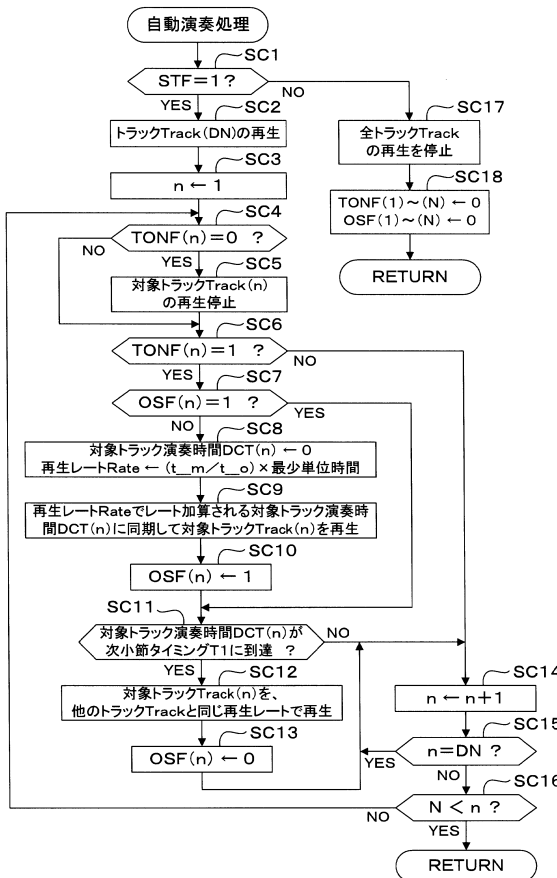 自動演奏処理
SC1
STF=1?
NO
YES
SC2
トラックTrack(DN)の再生
SC3
n ← 1
SC4
TONF(n)=0 ?
NO
YES
SC5
対象トラックTrack(n)
の再生停止
SC6
TONF(n)=1 ?
NO
YES
SC7
OSF(n)=1 ?
YES
NO
SC8
対象トラック演奏時間DCT(n) ← 0
再生レートRate ← (t__m/t__o)×最少単位時間
SC9
再生レートRateでレート加算される対象トラック演奏時
間DCT(n)に同期して対象トラックTrack(n)を再生
SC10
OSF(n) ← 1
SC11
対象トラック演奏時間DCT(n)が
次小節タイミングT1に到達 ?
NO
YES
SC12
対象トラックTrack(n)を、
他のトラックTrackと同じ再生レートで再生
SC13
OSF(n) ← 0
SC14
n ← n+1
SC15
n=DN ?
YES
NO
SC16
N < n ?
NO
YES
RETURN
SC17
全トラックTrack
の再生を停止
SC18
TONF(1)~(N) ← 0
OSF(1)~(N) ← 0
RETURN